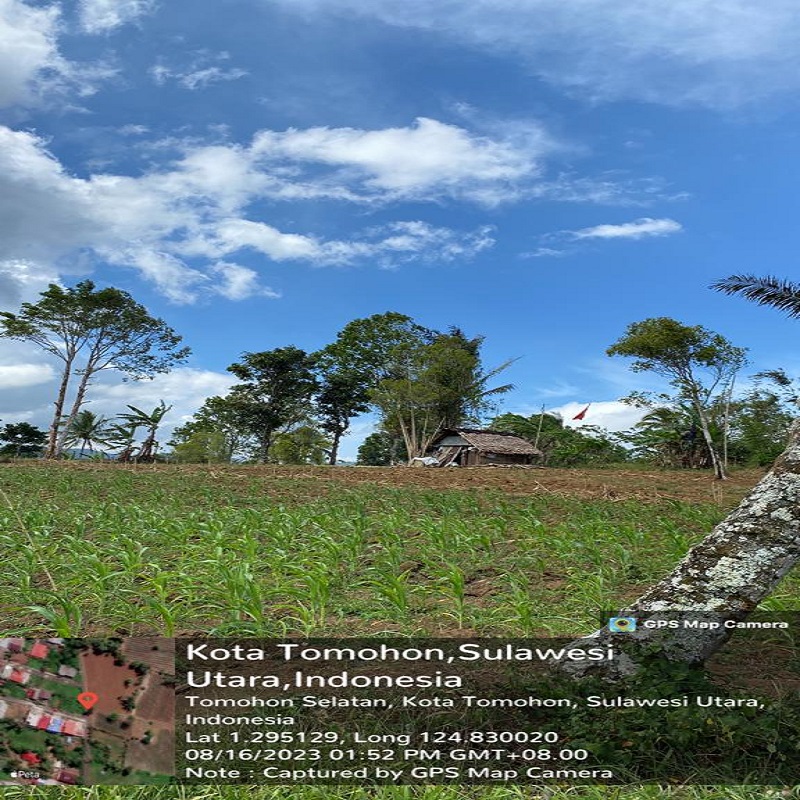 GPS Map Camera
Kota Tomohon,Sulawesi
Utara,Indonesia
Tomohon Selatan, Kota Tomohon, Sulawesi Utara,
Indonesia
Lat 1.295129, Long 124.830020
08/16/2023 01:52 PM GMT+08.00
Note : Captured by GPS Map Camera
Peta